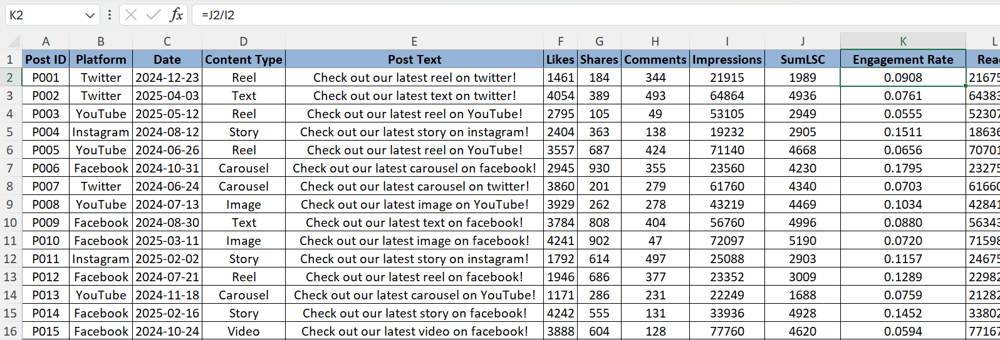 K2 fx =J2/I2
A B C D E F G H I J K L
1 Post ID Platform Date Content Type Post Text Likes Shares Comments Impressions SumLSC Engagement Rate
2 P001 Twitter 2024-12-23 Reel Check out our latest reel on twitter! 1461 184 344 21915 1989 0.0908
3 P002 Twitter 2025-04-03 Text Check out our latest text on twitter! 4054 389 493 64864 4936 0.0761
4 P003 YouTube 2025-05-12 Reel Check out our latest reel on YouTube! 2795 105 49 53105 2949 0.0555
5 P004 Instagram 2024-08-12 Story Check out our latest story on instagram! 2404 363 138 19232 2905 0.1511
6 P005 YouTube 2024-06-26 Reel Check out our latest reel on YouTube! 3557 687 424 71140 4668 0.0656
7 P006 Facebook 2024-10-31 Carousel Check out our latest carousel on facebook! 2945 930 355 23560 4230 0.1795
8 P007 Twitter 2024-06-24 Carousel Check out our latest carousel on twitter! 3860 201 279 61760 4340 0.0703
9 P008 YouTube 2024-07-13 Image Check out our latest image on YouTube! 3929 262 278 43219 4469 0.1034
10 P009 Facebook 2024-08-30 Text Check out our latest text on facebook! 3784 808 404 56760 4996 0.0880
11 P010 Facebook 2025-03-11 Image Check out our latest image on facebook! 4241 902 47 72097 5190 0.0720
12 P011 Instagram 2025-02-02 Story Check out our latest story on instagram! 1792 614 497 25088 2903 0.1157
13 P012 Facebook 2024-07-21 Reel Check out our latest reel on facebook! 1946 686 377 23352 3009 0.1289
14 P013 YouTube 2024-11-18 Carousel Check out our latest carousel on YouTube! 1171 286 231 22249 1688 0.0759
15 P014 Facebook 2025-02-16 Story Check out our latest story on facebook! 4242 555 131 33936 4928 0.1452
16 P015 Facebook 2024-10-24 Video Check out our latest video on facebook! 3888 604 128 77760 4620 0.0594